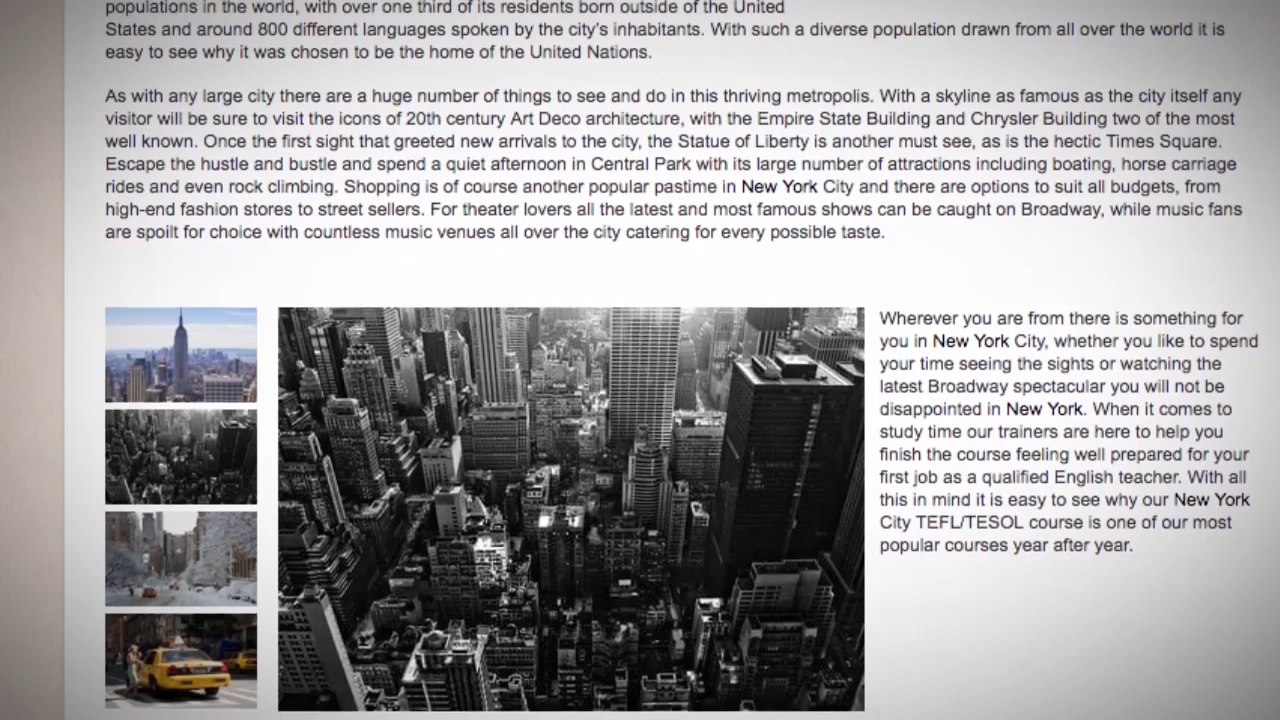 populations in the world, with over one third of its residents born outside of the United
States and around 800 different languages spoken by the city's inhabitants. With such a diverse population drawn from all over the world it is
easy to see why it was chosen to be the home of the United Nations.
As with any large city there are a huge number of things to see and do in this thriving metropolis. With a skyline as famous as the city itself any
visitor will be sure to visit the icons of 20th century Art Deco architecture, with the Empire State Building and Chrysler Building two of the most
well known. Once the first sight that greeted new arrivals to the city, the Statue of Liberty is another must see, as is the hectic Times Square.
Escape the hustle and bustle and spend a quiet afternoon in Central Park with its large number of attractions including boating, horse carriage
rides and even rock climbing. Shopping is of course another popular pastime in New York City and there are options to suit all budgets, from
high-end fashion stores to street sellers. For theater lovers all the latest and most famous shows can be caught on Broadway, while music fans
are spoilt for choice with countless music venues all over the city catering for every possible taste.
Wherever you are from there is something for
you in New York City, whether you like to spend
your time seeing the sights or watching the
latest Broadway spectacular you will not be
disappointed in New York. When it comes to
study time our trainers are here to help you
finish the course feeling well prepared for your
first job as a qualified English teacher. With all
this in mind it is easy to see why our New York
City TEFL/TESOL course is one of our most
popular courses year after year.